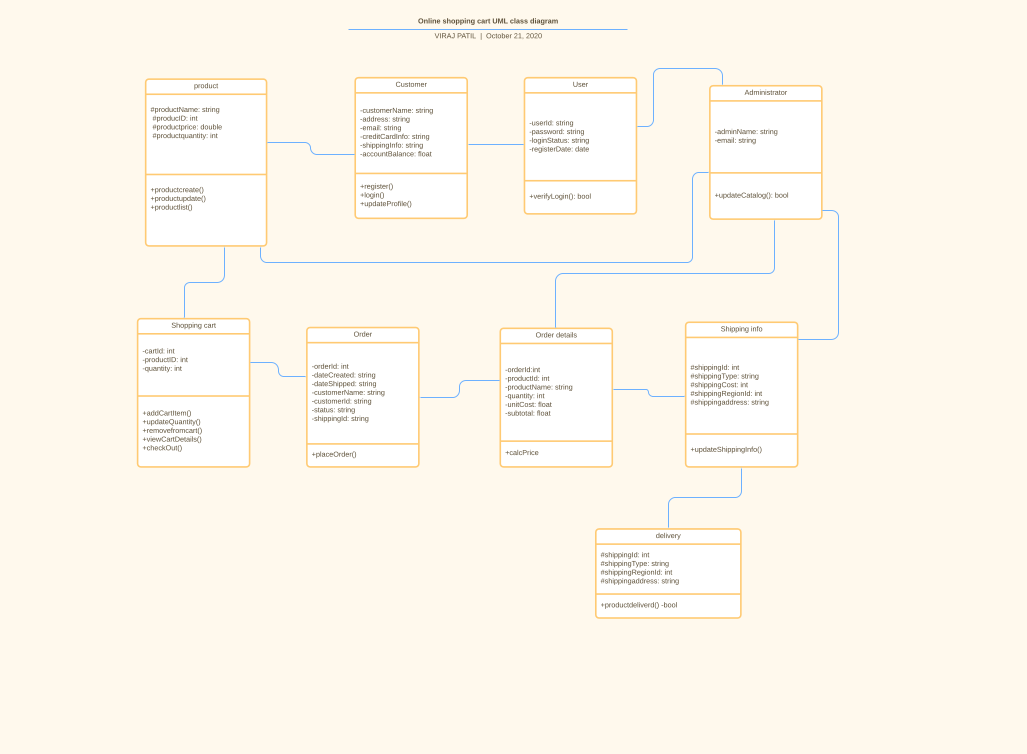 Online shopping cart UML class diagram
VIRAJ PATIL | October 21, 2020
product
#productName: string
#productID: int
#productprice: double
#productquantity: int
+productcreate()
+productupdate()
+productlist()
Customer
-customerName: string
-address: string
-email: string
-creditCardInfo: string
-shippingInfo: string
-accountBalance: float
+register()
+login()
+updateProfile()
User
-userId: string
-password: string
-loginStatus: string
-registerDate: date
+verifyLogin(): bool
Administrator
-adminName: string
-email: string
+updateCatalog(): bool
Shopping cart
-cartId: int
-productID: int
-quantity: int
+addCartItem()
+updateQuantity()
+removefromcart()
+viewCartDetails()
+checkOut()
Order
-orderId: int
-dateCreated: string
-dateShipped: string
-customerName: string
-customerId: string
-status: string
-shippingId: string
+placeOrder()
Order details
-orderId:int
-productId: int
-productName: string
-quantity: int
-unitCost: float
-subtotal: float
+calcPrice
Shipping info
#shippingId: int
#shippingType: string
#shippingCost: int
#shippingRegionId: int
#shippingaddress: string
+updateShippingInfo()
delivery
#shippingId: int
#shippingType: string
#shippingRegionId: int
#shippingaddress: string
+productdeliverd() -bool